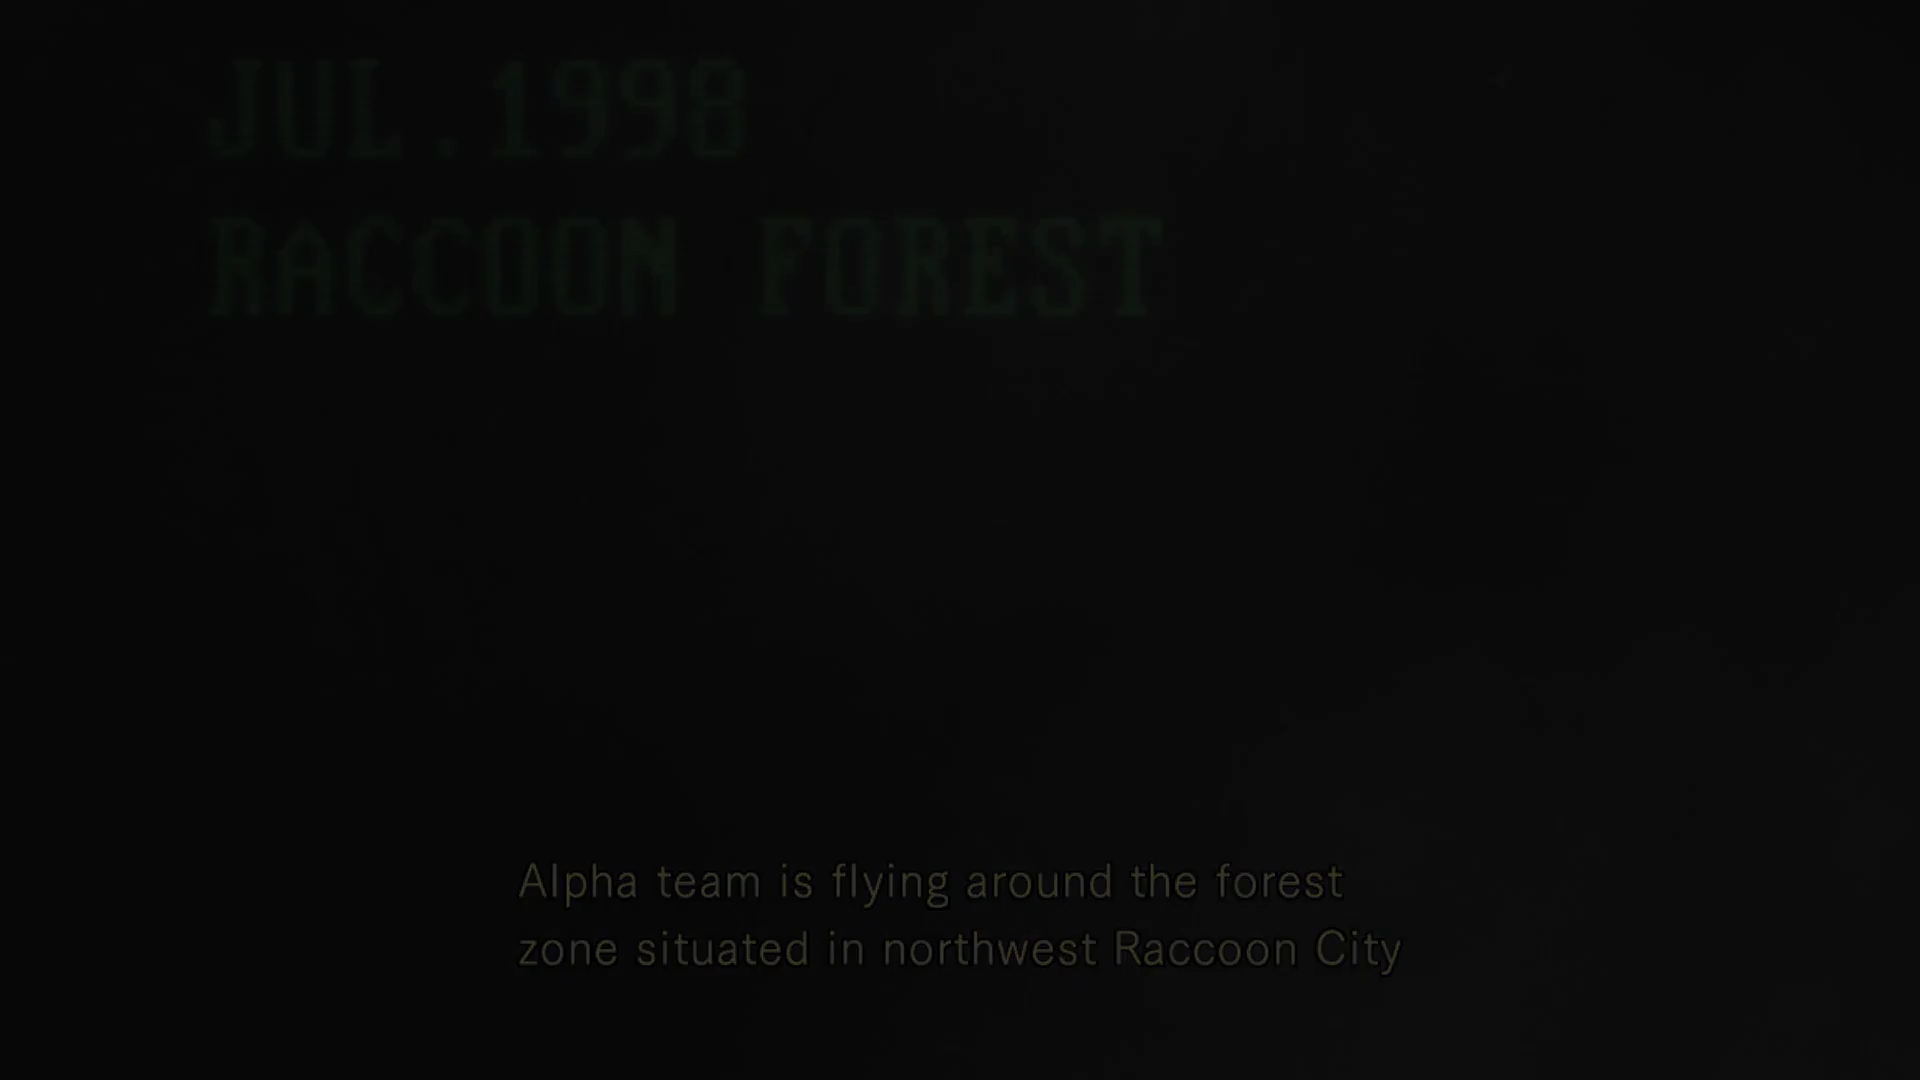 JUL.1998
RACCOON FOREST
Alpha team is flying around the forest
zone situated in northwest Raccoon City